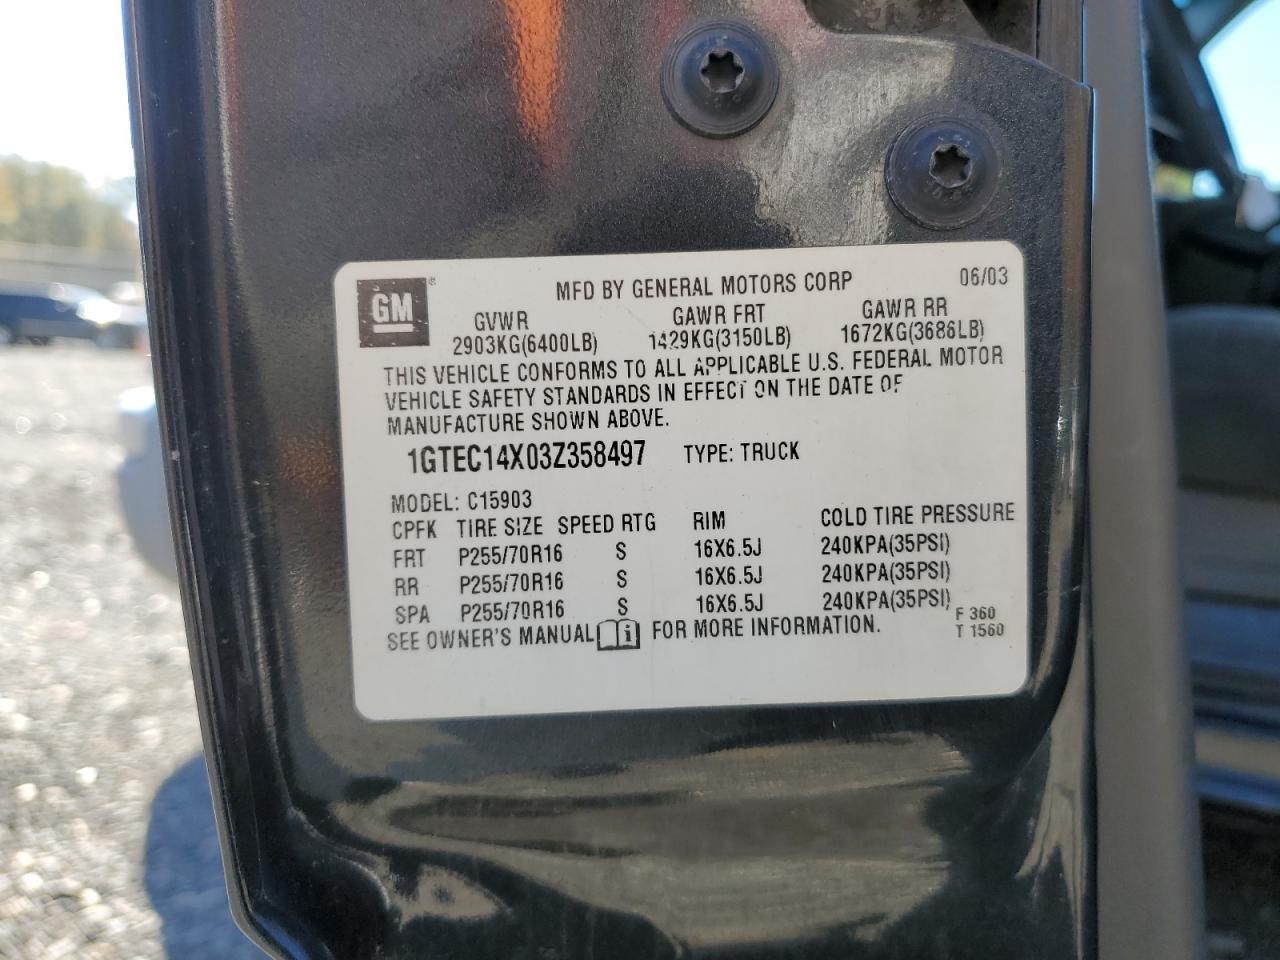 GM ®
MFD BY GENERAL MOTORS CORP 06/03
GVWR GAWR FRT GAWR RR
2903KG(6400LB) 1429KG(3150LB) 1672KG(3686LB)
THIS VEHICLE CONFORMS TO ALL APPLICABLE U.S. FEDERAL MOTOR
VEHICLE SAFETY STANDARDS IN EFFECT ON THE DATE OF
MANUFACTURE SHOWN ABOVE.
1GTEC14X03Z358497 TYPE: TRUCK
MODEL: C15903
CPFK TIRE SIZE SPEED RTG RIM COLD TIRE PRESSURE
FRT P255/70R16 S 16X6.5J 240KPA(35PSI)
RR P255/70R16 S 16X6.5J 240KPA(35PSI)
SPA P255/70R16 S 16X6.5J 240KPA(35PSI)
SEE OWNER'S MANUAL FOR MORE INFORMATION.
F 360
T 1560